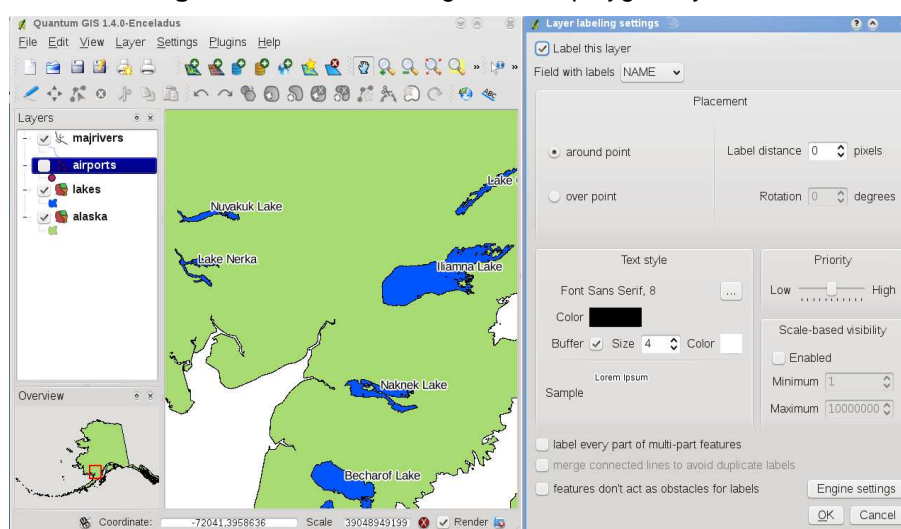 Quantum GIS 1.4.0-Enceladus
File Edit View Layer Settings Plugins Help
Layers
majrivers
airports
lakes
alaska
Overview
Nuvakuk Lake
Lake
Lake Nerka
Iliamna Lake
Naknek Lake
Becharof Lake
Coordinate: -72041.3958636 Scale 39048949199 Render
Layer labeling settings
Label this layer
Field with labels NAME
Placement
around point
Label distance 0 pixels
over point
Rotation 0 degrees
Text style
Font Sans Serif, 8 ...
Color
Buffer Size 4 Color
Lorem Ipsum
Sample
Priority
Low High
Scale-based visibility
Enabled
Minimum 1
Maximum 10000000
label every part of multi-part features
merge connected lines to avoid duplicate labels
features don't act as obstacles for labels
Engine settings
OK Cancel